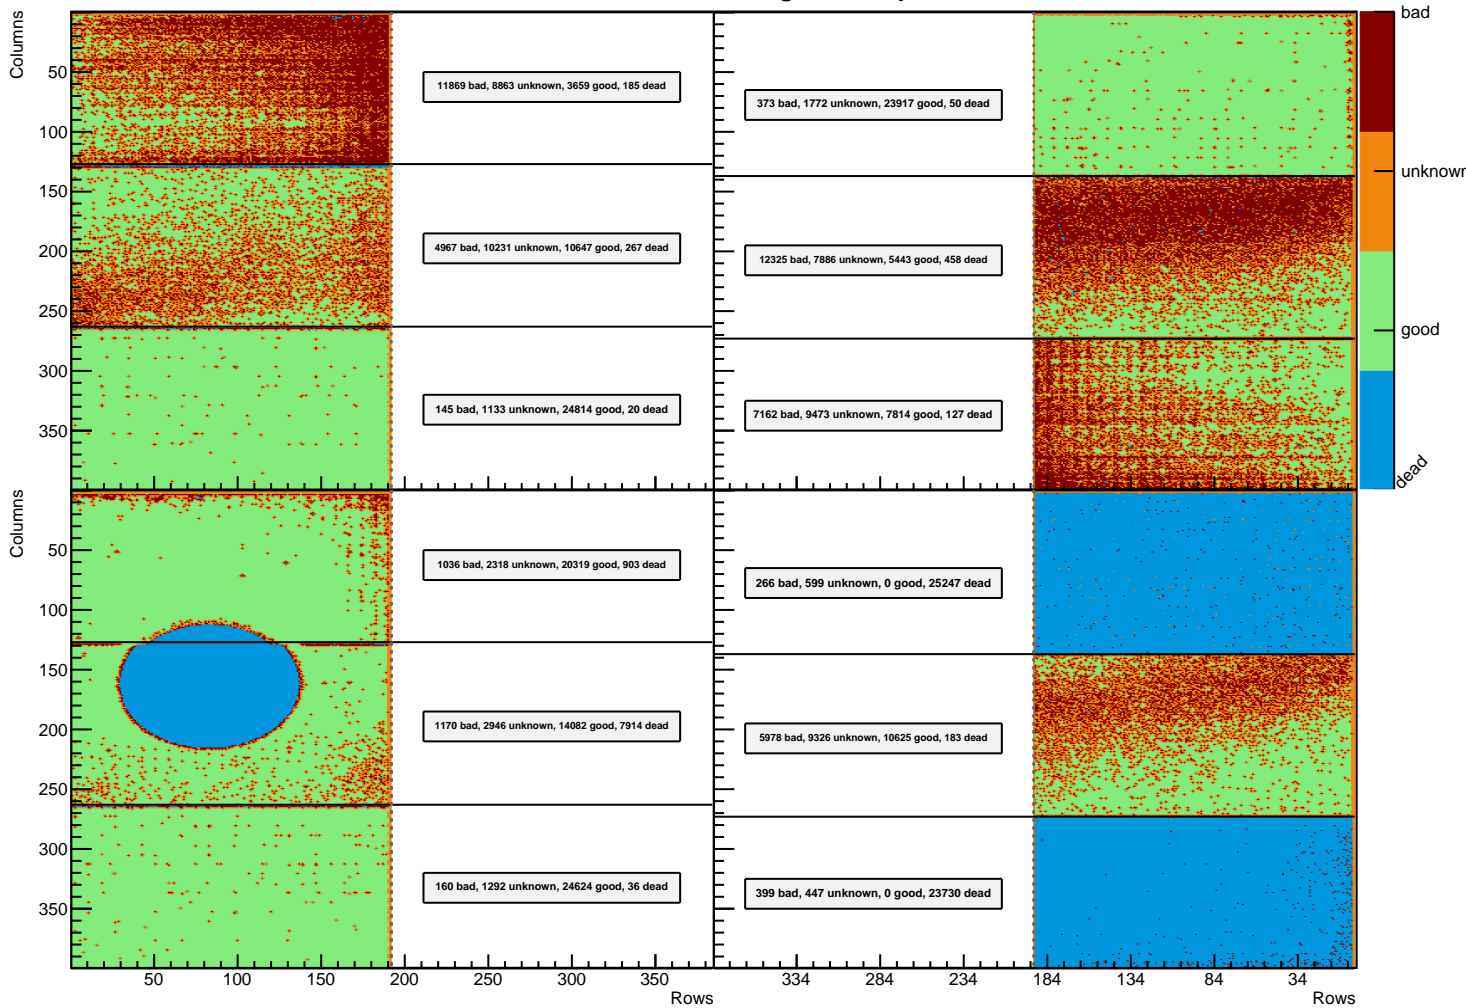 bad
unknown
good
dead
Columns
50
100
150
200
250
300
350
11869 bad, 8863 unknown, 3659 good, 185 dead
4967 bad, 10231 unknown, 10647 good, 267 dead
145 bad, 1133 unknown, 24814 good, 20 dead
373 bad, 1772 unknown, 23917 good, 50 dead
12325 bad, 7886 unknown, 5443 good, 458 dead
7162 bad, 9473 unknown, 7814 good, 127 dead
Columns
50
100
150
200
250
300
350
1036 bad, 2318 unknown, 20319 good, 903 dead
1170 bad, 2946 unknown, 14082 good, 7914 dead
160 bad, 1292 unknown, 24624 good, 36 dead
266 bad, 599 unknown, 0 good, 25247 dead
5978 bad, 9326 unknown, 10625 good, 183 dead
399 bad, 447 unknown, 0 good, 23730 dead
50 100 150 200 250 300 350
Rows
334 284 234 184 134 84 34
Rows